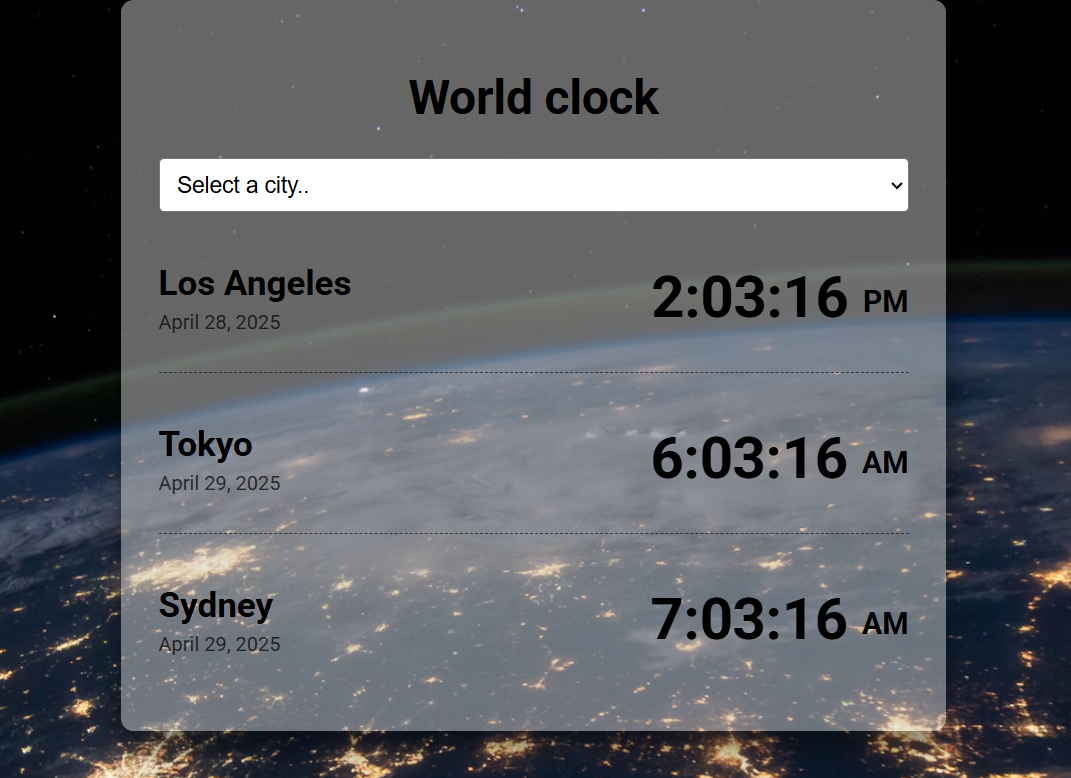 World clock
Select a city..
Los Angeles
2:03:16 PM
April 28, 2025
Tokyo
6:03:16 AM
April 29, 2025
Sydney
7:03:16 AM
April 29, 2025